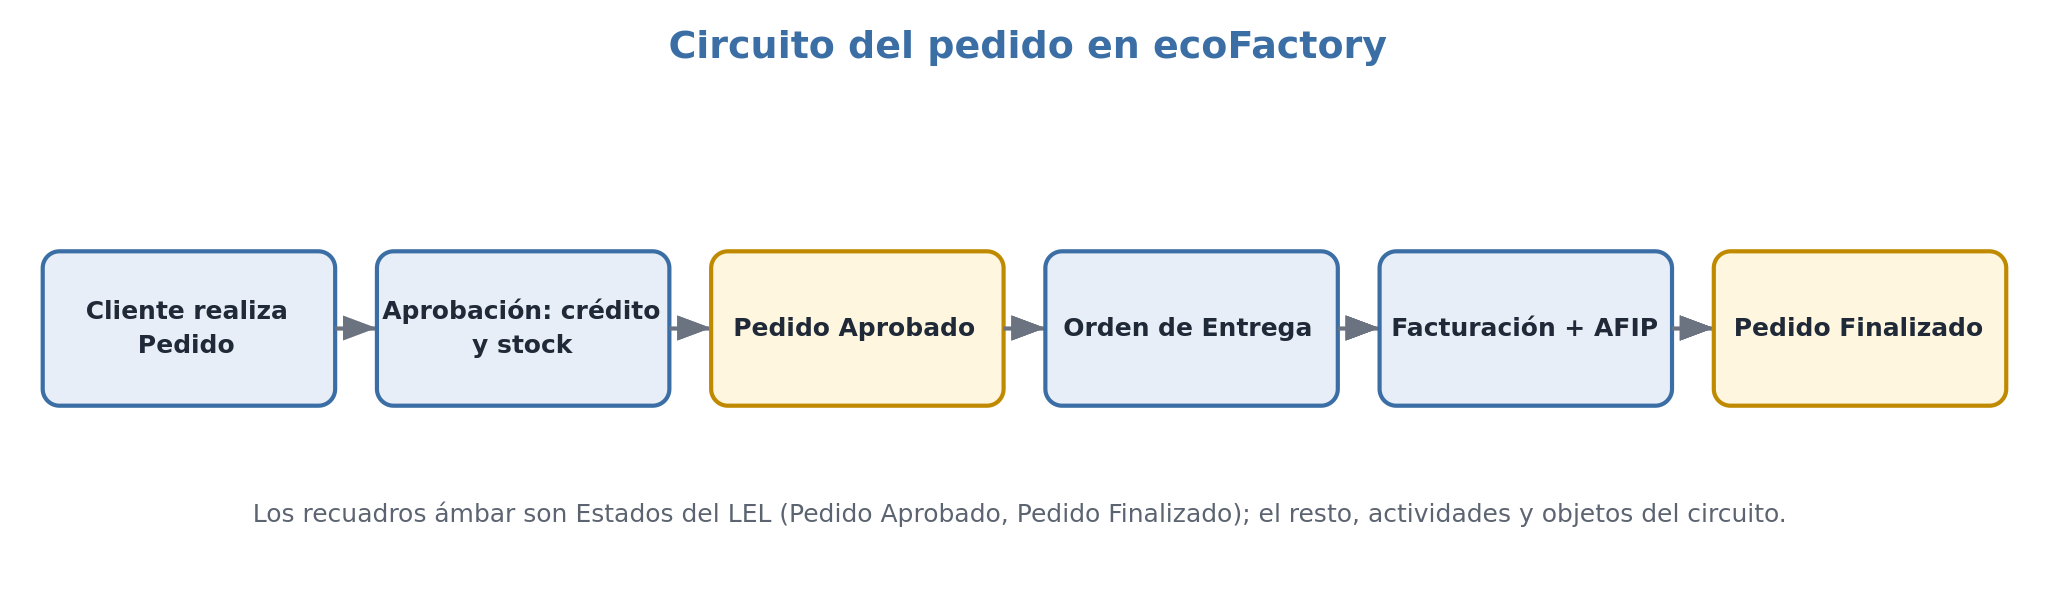 Circuito del pedido en ecoFactory
Cliente realiza
Pedido
Aprobación: crédito
y stock
Pedido Aprobado
Orden de Entrega
Facturación + AFIP
Pedido Finalizado
Los recuadros ámbar son Estados del LEL (Pedido Aprobado, Pedido Finalizado); el resto, actividades y objetos del circuito.